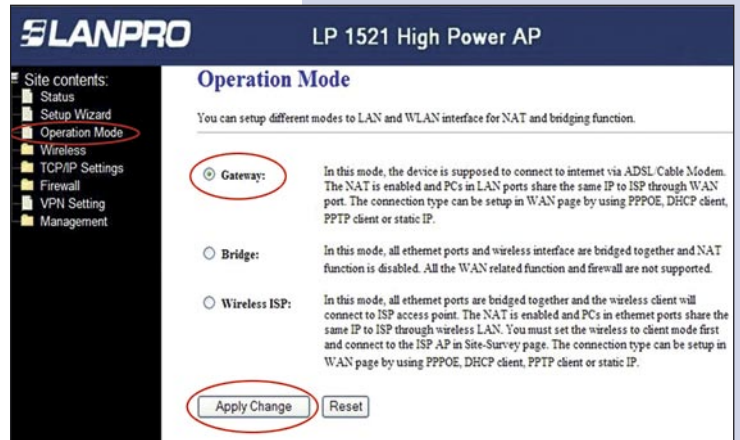 LANPRO
LP 1521 High Power AP
Site contents:
Status
Setup Wizard
Operation Mode
Wireless
TCP/IP Settings
Firewall
VPN Setting
Management
Operation Mode
You can setup different modes to LAN and WLAN interface for NAT and bridging function.
Gateway:
In this mode, the device is supposed to connect to internet via ADSL/Cable Modem.
The NAT is enabled and PCs in LAN ports share the same IP to ISP through WAN
port. The connection type can be setup in WAN page by using PPPOE, DHCP client,
PPTP client or static IP.
Bridge:
In this mode, all ethernet ports and wireless interface are bridged together and NAT
function is disabled. All the WAN related function and firewall are not supported.
Wireless ISP:
In this mode, all ethernet ports are bridged together and the wireless client will
connect to ISP access point. The NAT is enabled and PCs in ethernet ports share the
same IP to ISP through wireless LAN. You must set the wireless to client mode first
and connect to the ISP AP in Site-Survey page. The connection type can be setup in
WAN page by using PPPOE, DHCP client, PPTP client or static IP.
Apply Change
Reset